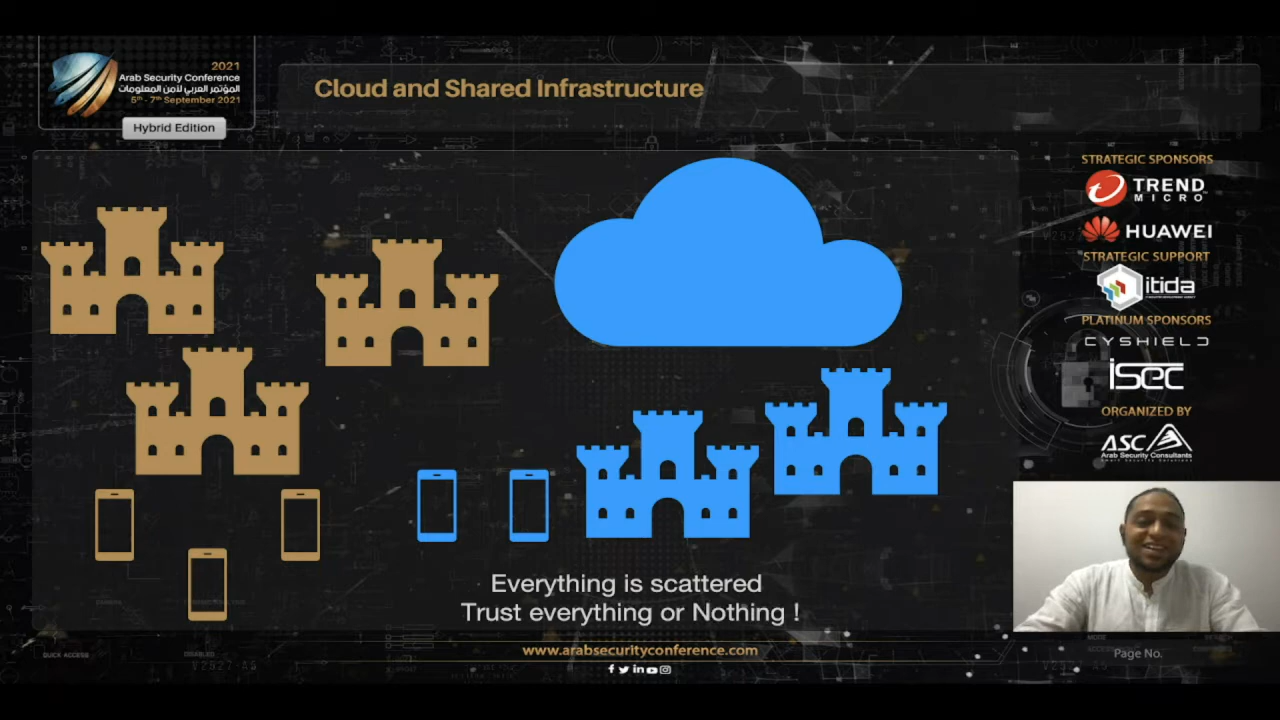 2021
Arab Security Conference
المؤتمر العربي لأمن المعلومات
5th - 7th September 2021
Hybrid Edition
Cloud and Shared Infrastructure
STRATEGIC SPONSORS
TREND
MICRO
HUAWEI
STRATEGIC SUPPORT
itida
PLATINUM SPONSORS
CYSHIELD
isec
ORGANIZED BY
ASC
Arab Security Consultants
Everything is scattered
Trust everything or Nothing !
www.arabsecurityconference.com
QUICK ACCESS
Page No.